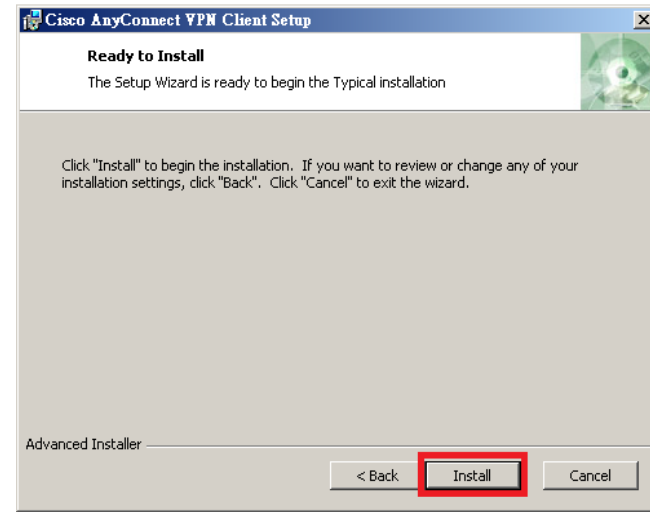 Cisco AnyConnect VPN Client Setup
Ready to Install
The Setup Wizard is ready to begin the Typical installation
Click "Install" to begin the installation.  If you want to review or change any of your
installation settings, click "Back".  Click "Cancel" to exit the wizard.
Advanced Installer
< Back Install Cancel